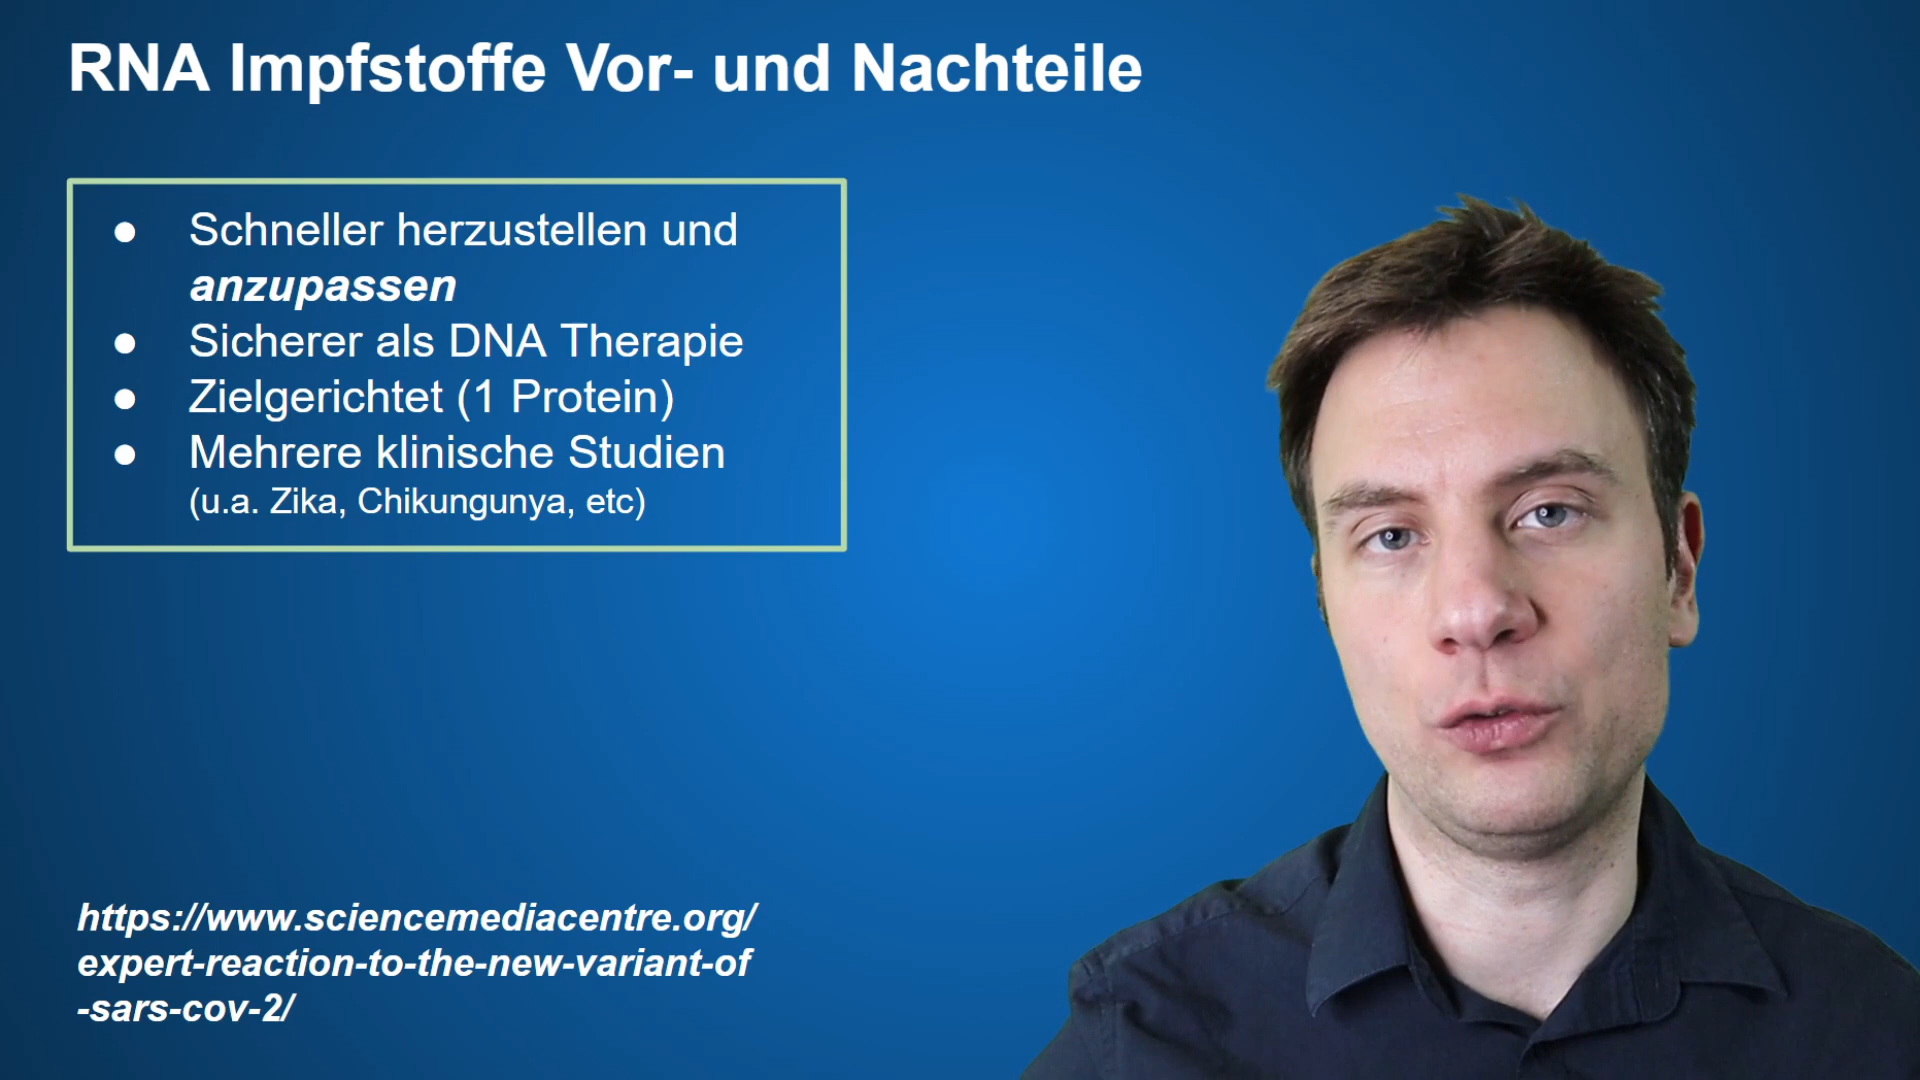 RNA Impfstoffe Vor- und Nachteile
● Schneller herzustellen und
anzupassen
● Sicherer als DNA Therapie
● Zielgerichtet (1 Protein)
● Mehrere klinische Studien
(u.a. Zika, Chikungunya, etc)
https://www.sciencemediacentre.org/
expert-reaction-to-the-new-variant-of
-sars-cov-2/